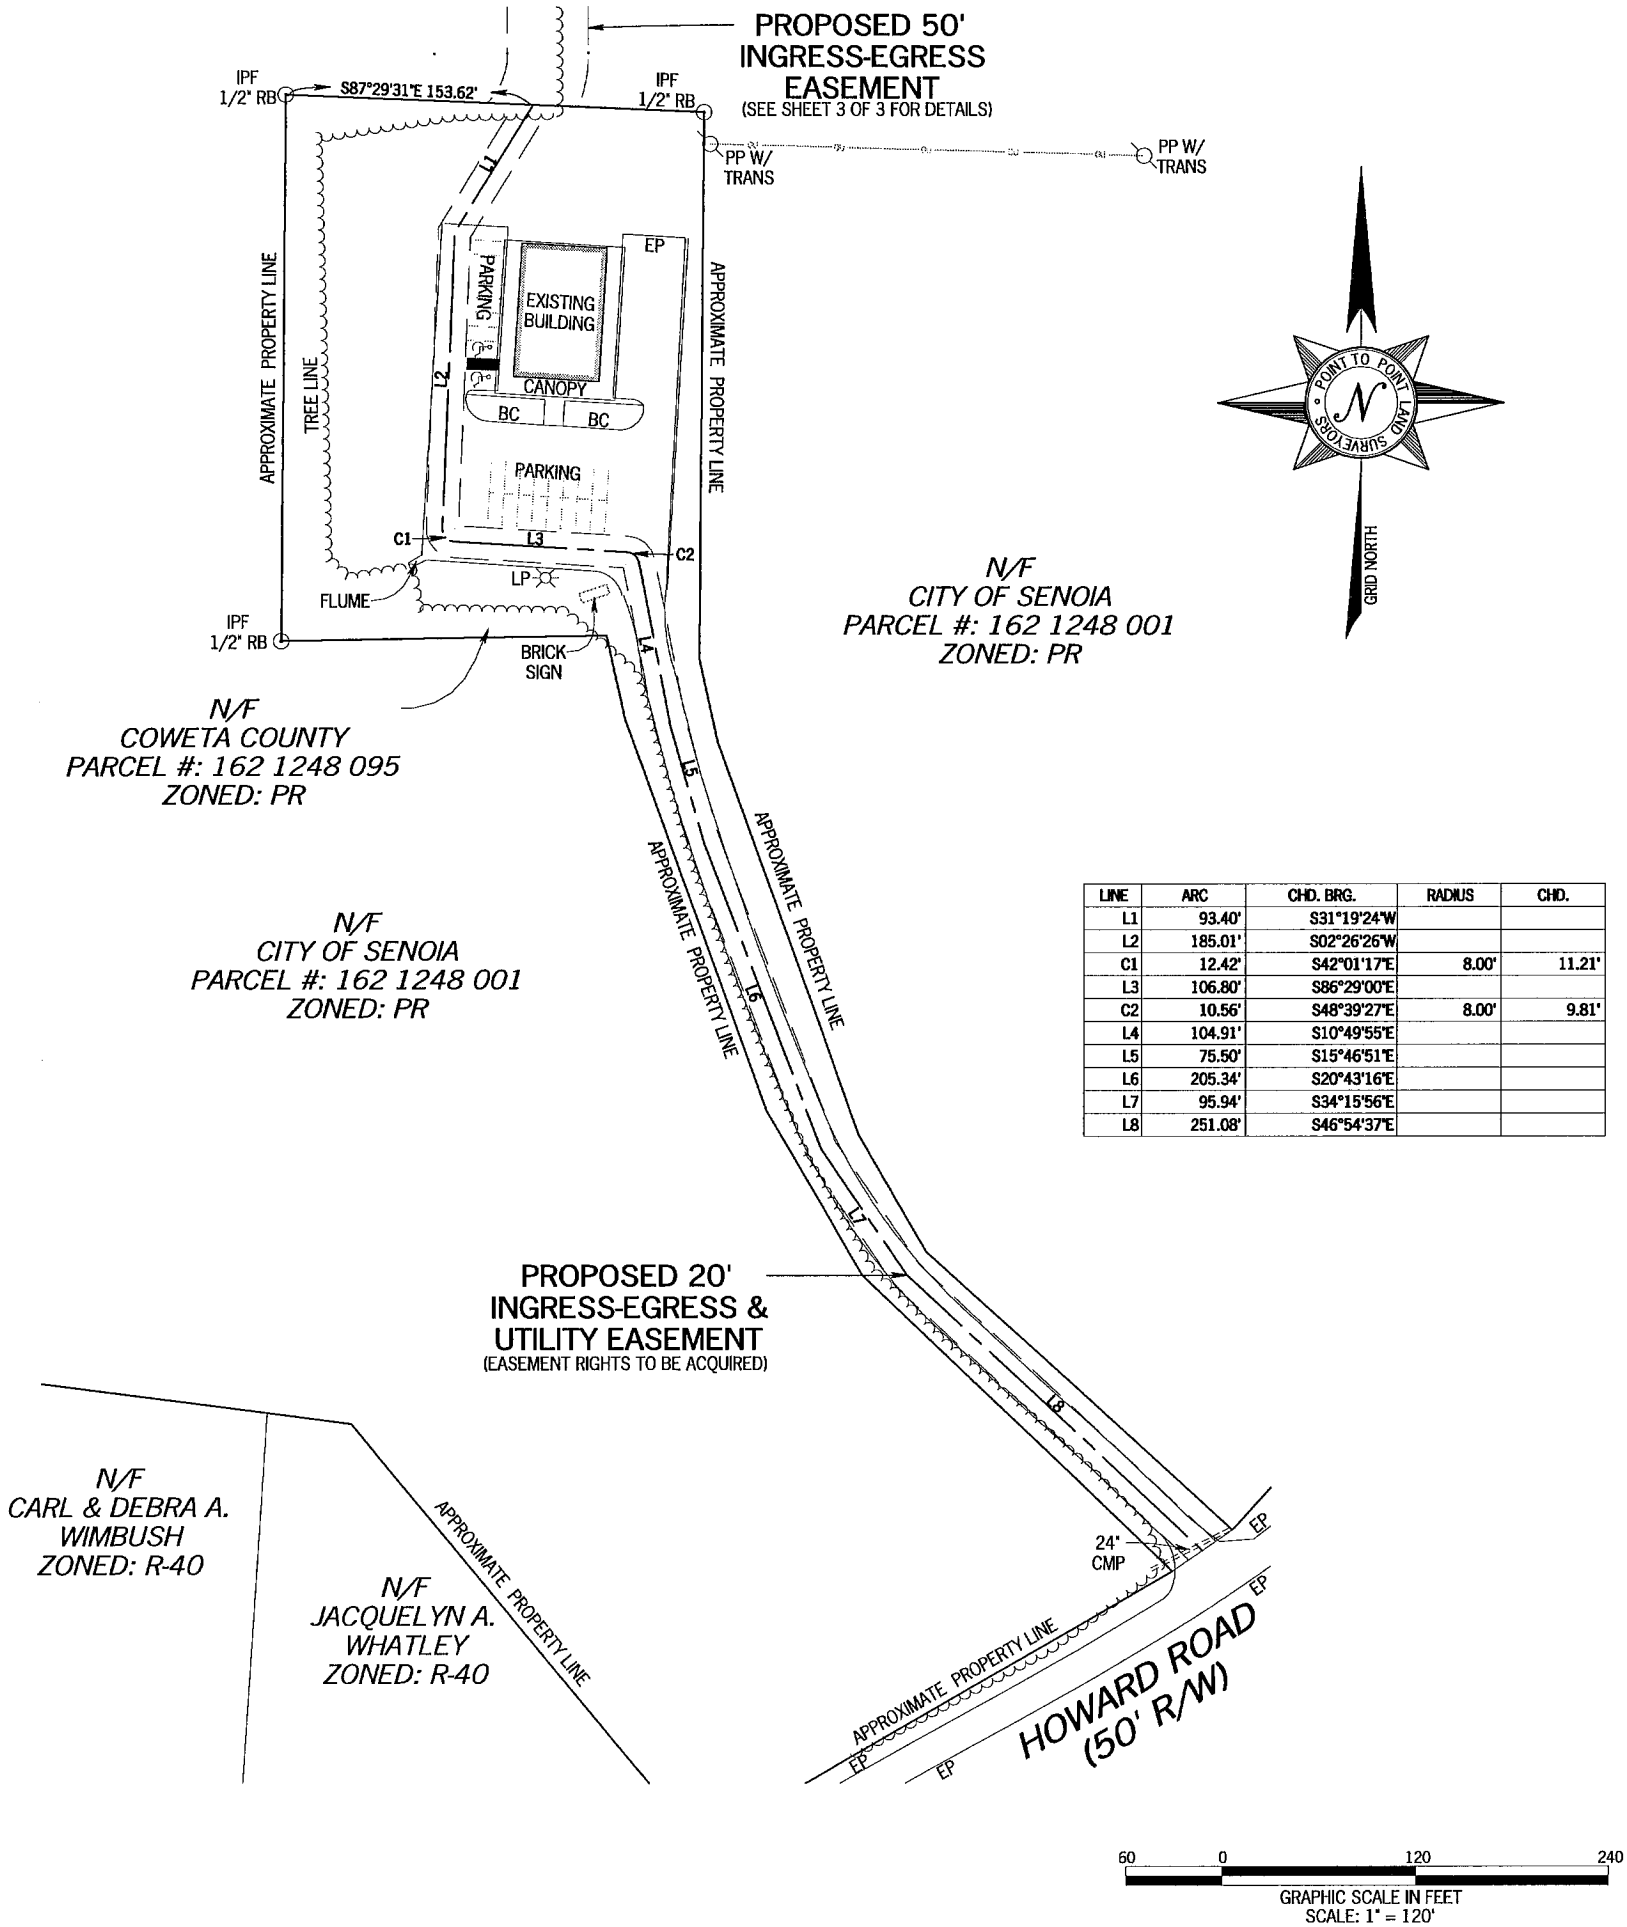 PROPOSED 50'
INGRESS-EGRESS
EASEMENT
(SEE SHEET 3 OF 3 FOR DETAILS)
IPF
1/2" RB
S87°29'31"E 153.62'
IPF
1/2" RB
PP W/
TRANS
PP W/
TRANS
L1
EP
PARKING
EXISTING
BUILDING
APPROXIMATE PROPERTY LINE
TREE LINE
L2
CANOPY
BC
BC
APPROXIMATE PROPERTY LINE
PARKING
C1
L3
C2
LP
FLUME
IPF
1/2" RB
BRICK
SIGN
L4
POINT TO POINT LAND SURVEYORS
N
GRID NORTH
N/F
CITY OF SENOIA
PARCEL #: 162 1248 001
ZONED: PR
N/F
COWETA COUNTY
PARCEL #: 162 1248 095
ZONED: PR
L5
APPROXIMATE PROPERTY LINE
APPROXIMATE PROPERTY LINE
N/F
CITY OF SENOIA
PARCEL #: 162 1248 001
ZONED: PR
L6
LINE ARC CHD. BRG. RADIUS CHD.
L1 93.40' S31°19'24"W
L2 185.01' S02°26'26"W
C1 12.42' S42°01'17"E 8.00' 11.21'
L3 106.80' S86°29'00"E
C2 10.56' S48°39'27"E 8.00' 9.81'
L4 104.91' S10°49'55"E
L5 75.50' S15°46'51"E
L6 205.34' S20°43'16"E
L7 95.94' S34°15'56"E
L8 251.08' S46°54'37"E
L7
PROPOSED 20'
INGRESS-EGRESS &
UTILITY EASEMENT
(EASEMENT RIGHTS TO BE ACQUIRED)
L8
N/F
CARL & DEBRA A.
WIMBUSH
ZONED: R-40
APPROXIMATE PROPERTY LINE
N/F
JACQUELYN A.
WHATLEY
ZONED: R-40
24"
CMP
EP
EP
APPROXIMATE PROPERTY LINE
HOWARD ROAD
(50' R/W)
EP
EP
60 0 120 240
GRAPHIC SCALE IN FEET
SCALE: 1" = 120'